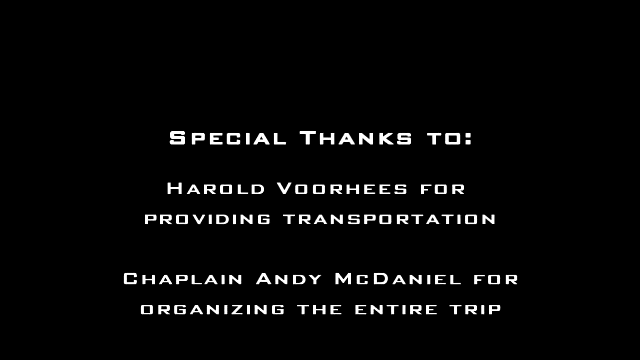 Special Thanks to:
Harold Voorhees for
providing transportation
Chaplain Andy McDaniel for
organizing the entire trip